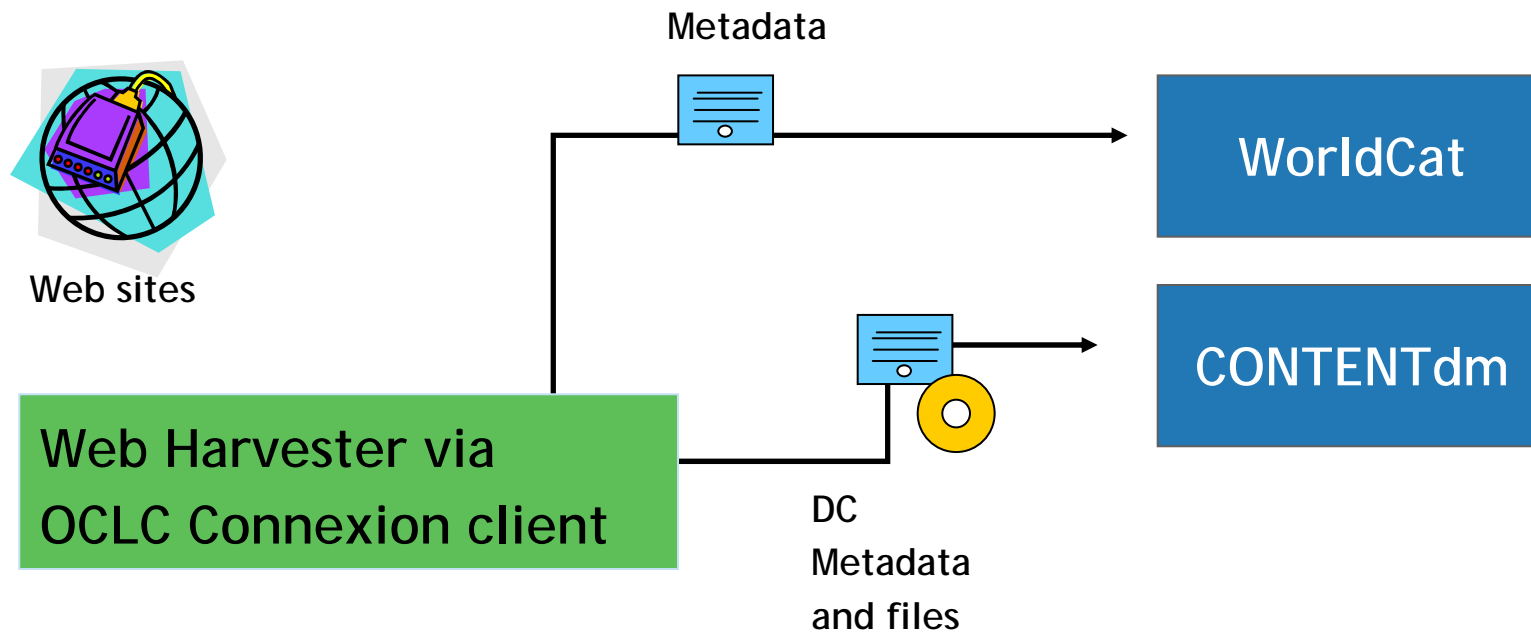 Metadata
WorldCat
Web sites
CONTENTdm
Web Harvester via
OCLC Connexion client
DC
Metadata
and files